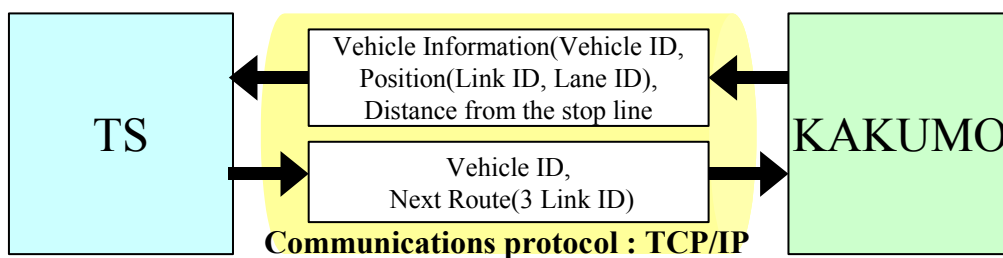 TS
Vehicle Information(Vehicle ID,
Position(Link ID, Lane ID),
Distance from the stop line
Vehicle ID,
Next Route(3 Link ID)
Communications protocol : TCP/IP
KAKUMO